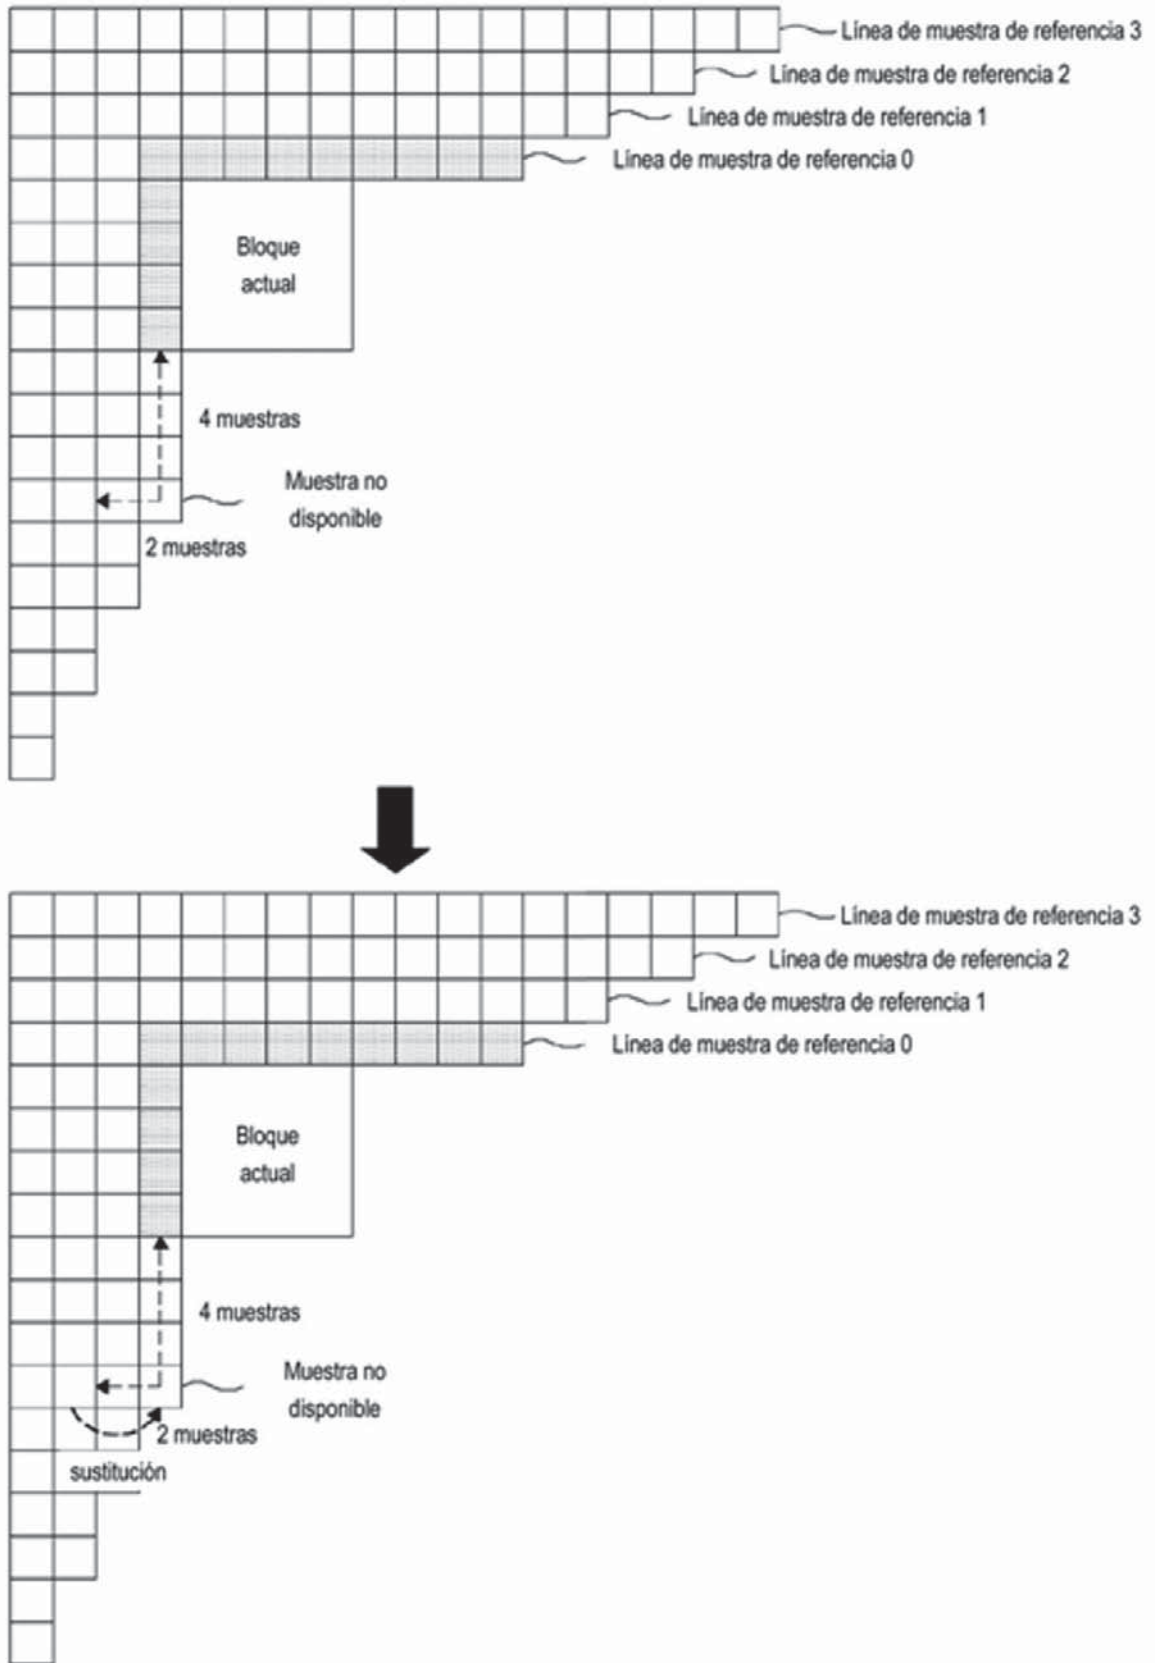 Línea de muestra de referencia 3
Línea de muestra de referencia 2
Línea de muestra de referencia 1
Línea de muestra de referencia 0
Bloque
actual
4 muestras
Muestra no
disponible
2 muestras
Línea de muestra de referencia 3
Línea de muestra de referencia 2
Línea de muestra de referencia 1
Línea de muestra de referencia 0
Bloque
actual
4 muestras
Muestra no
disponible
2 muestras
sustitución